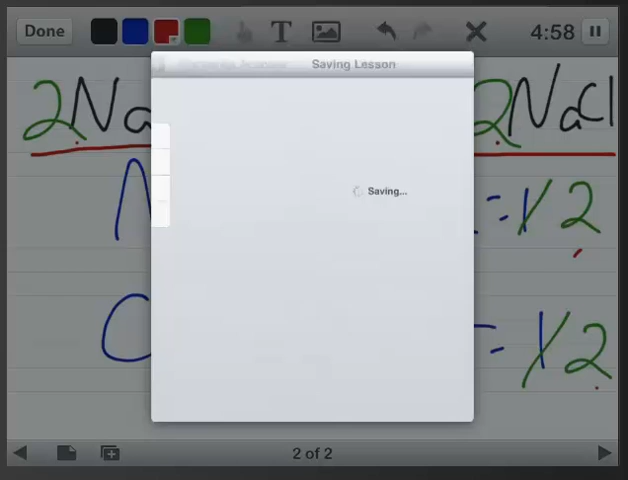 Done T 4:58
Saving Lesson
2Na 2NaCl
Saving...
N = 1 2
C = 1 2
2 of 2